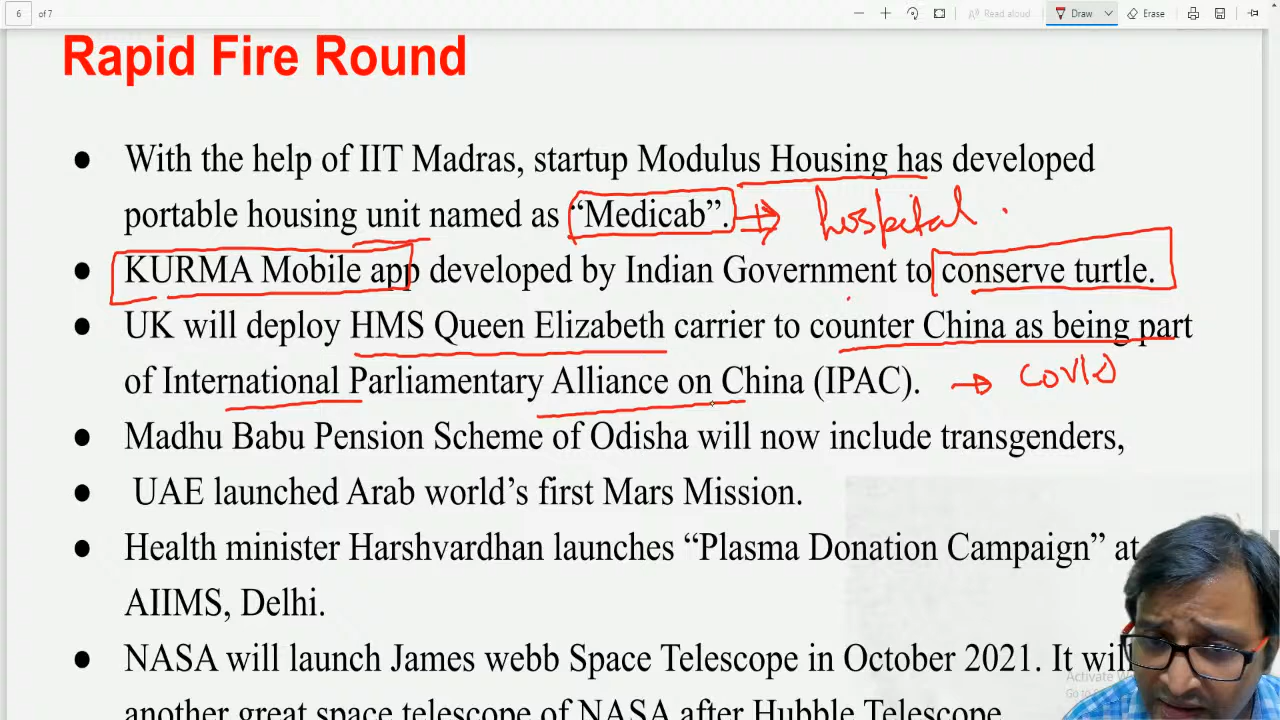 6 of 7 Read aloud Draw Erase
Rapid Fire Round
● With the help of IIT Madras, startup Modulus Housing has developed
portable housing unit named as “Medicab”. → hospital.
● KURMA Mobile app developed by Indian Government to conserve turtle.
● UK will deploy HMS Queen Elizabeth carrier to counter China as being part
of International Parliamentary Alliance on China (IPAC). → covid
● Madhu Babu Pension Scheme of Odisha will now include transgenders,
● UAE launched Arab world’s first Mars Mission.
● Health minister Harshvardhan launches “Plasma Donation Campaign” at
AIIMS, Delhi.
● NASA will launch James webb Space Telescope in October 2021. It will
another great space telescope of NASA after Hubble Telescope.
Activate
Go to